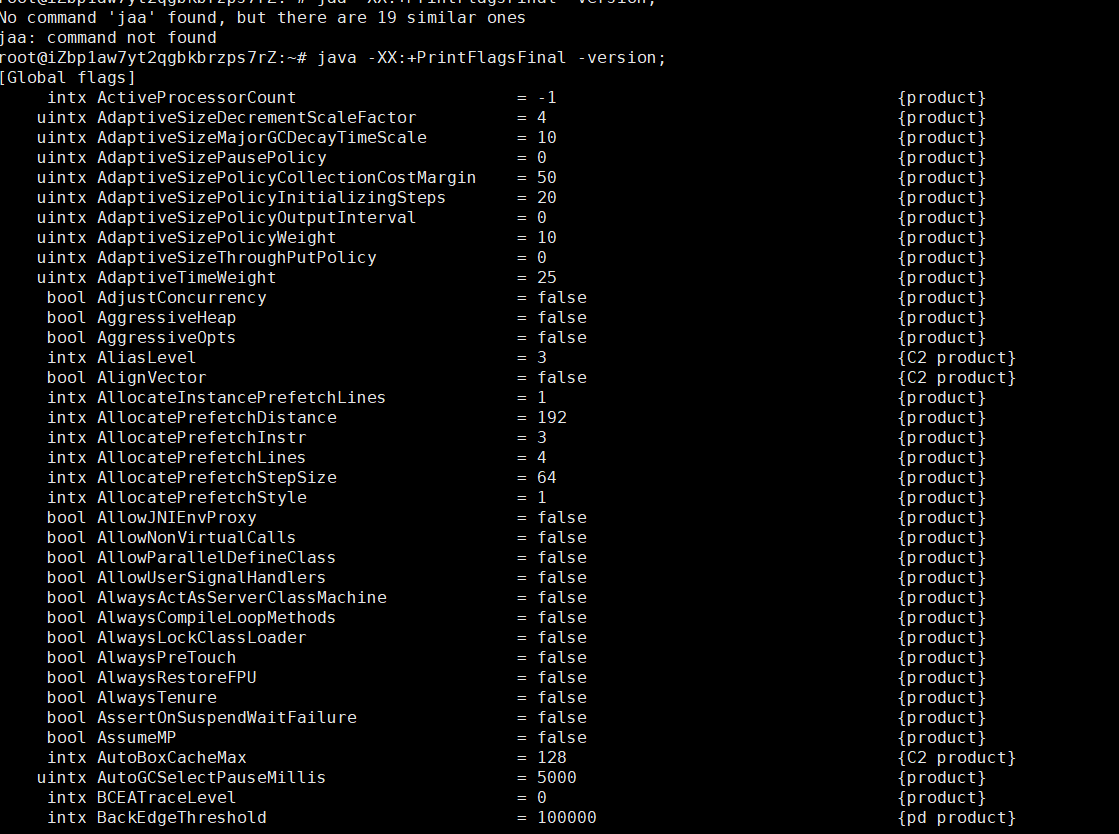 No command 'jaa' found, but there are 19 similar ones
jaa: command not found
root@iZbp1aw7yt2qgbkbrzps7rZ:~# java -XX:+PrintFlagsFinal -version;
[Global flags]
intx ActiveProcessorCount = -1 {product}
uintx AdaptiveSizeDecrementScaleFactor = 4 {product}
uintx AdaptiveSizeMajorGCDecayTimeScale = 10 {product}
uintx AdaptiveSizePausePolicy = 0 {product}
uintx AdaptiveSizePolicyCollectionCostMargin = 50 {product}
uintx AdaptiveSizePolicyInitializingSteps = 20 {product}
uintx AdaptiveSizePolicyOutputInterval = 0 {product}
uintx AdaptiveSizePolicyWeight = 10 {product}
uintx AdaptiveSizeThroughPutPolicy = 0 {product}
uintx AdaptiveTimeWeight = 25 {product}
bool AdjustConcurrency = false {product}
bool AggressiveHeap = false {product}
bool AggressiveOpts = false {product}
intx AliasLevel = 3 {C2 product}
bool AlignVector = false {C2 product}
intx AllocateInstancePrefetchLines = 1 {product}
intx AllocatePrefetchDistance = 192 {product}
intx AllocatePrefetchInstr = 3 {product}
intx AllocatePrefetchLines = 4 {product}
intx AllocatePrefetchStepSize = 64 {product}
intx AllocatePrefetchStyle = 1 {product}
bool AllowJNIEnvProxy = false {product}
bool AllowNonVirtualCalls = false {product}
bool AllowParallelDefineClass = false {product}
bool AllowUserSignalHandlers = false {product}
bool AlwaysActAsServerClassMachine = false {product}
bool AlwaysCompileLoopMethods = false {product}
bool AlwaysLockClassLoader = false {product}
bool AlwaysPreTouch = false {product}
bool AlwaysRestoreFPU = false {product}
bool AlwaysTenure = false {product}
bool AssertOnSuspendWaitFailure = false {product}
bool AssumeMP = false {product}
intx AutoBoxCacheMax = 128 {C2 product}
uintx AutoGCSelectPauseMillis = 5000 {product}
intx BCEATraceLevel = 0 {product}
intx BackEdgeThreshold = 100000 {pd product}